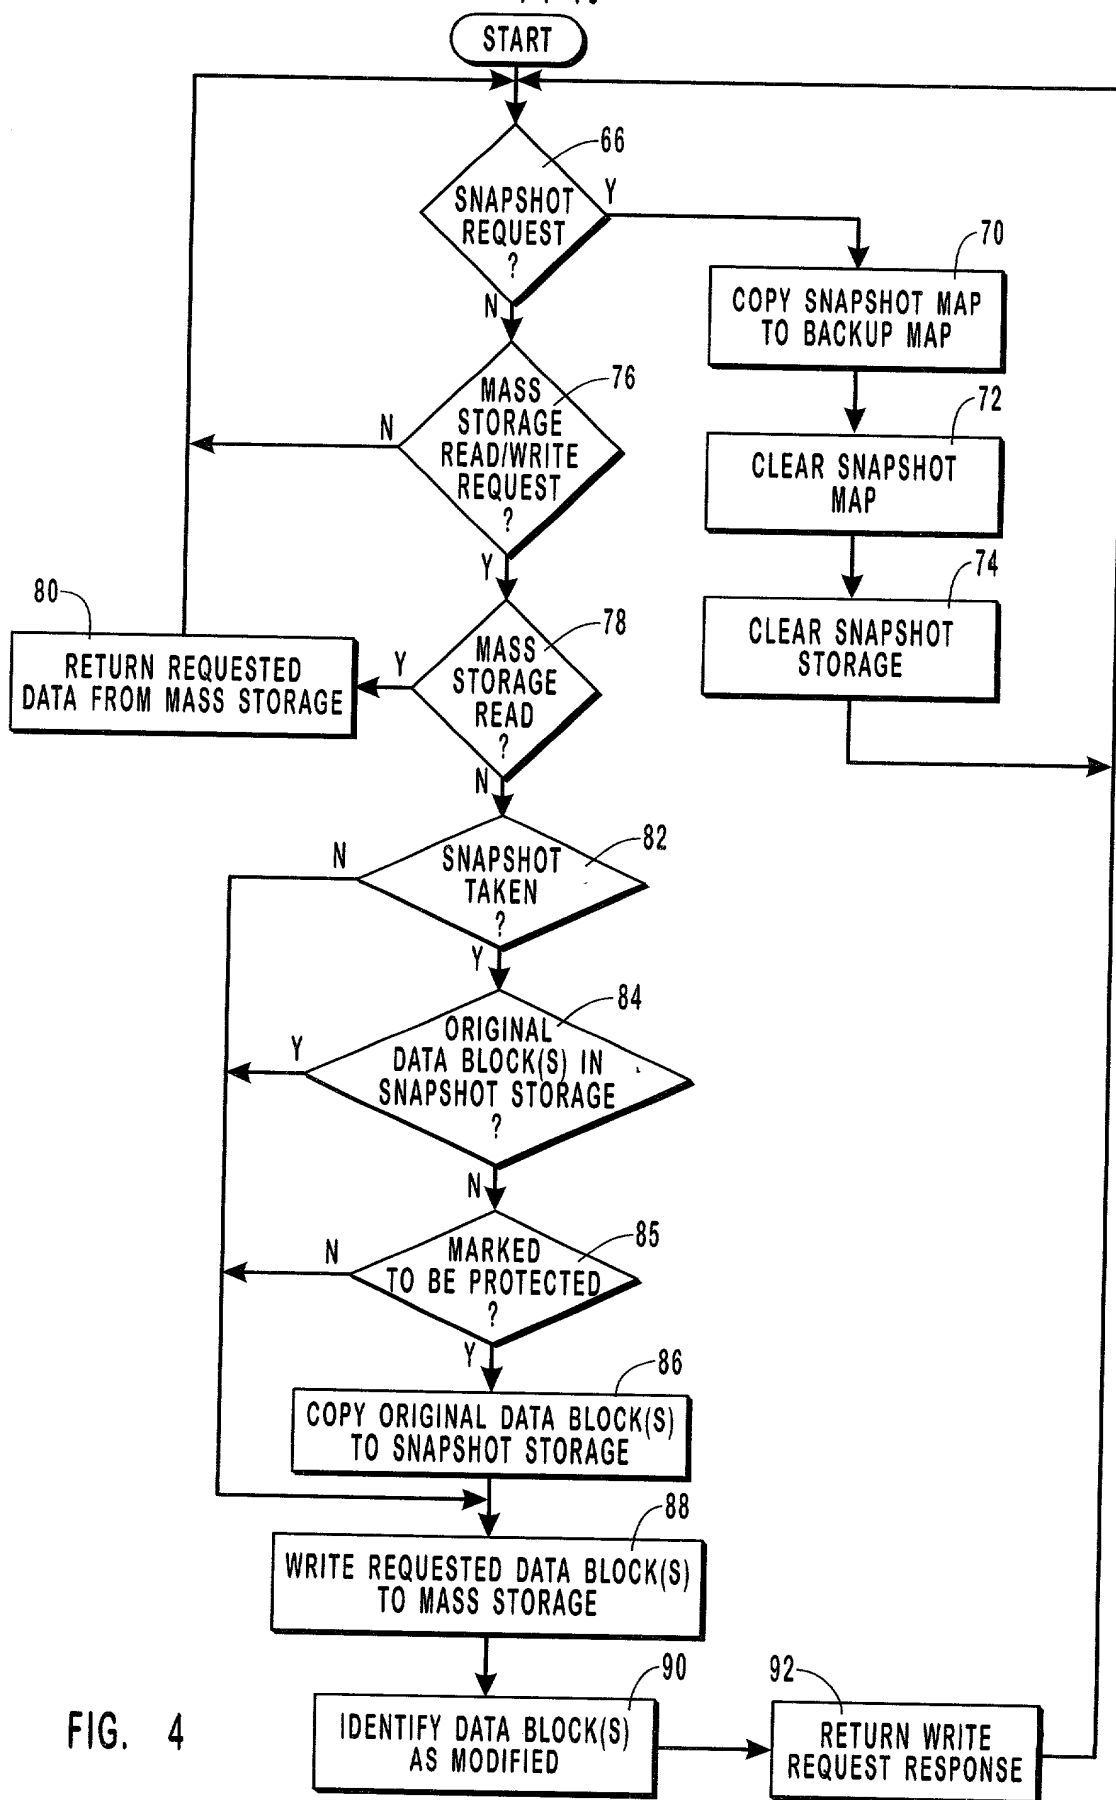 START
66
SNAPSHOT
REQUEST
?
Y
N
70
COPY SNAPSHOT MAP
TO BACKUP MAP
72
CLEAR SNAPSHOT
MAP
74
CLEAR SNAPSHOT
STORAGE
76
MASS
STORAGE
READ/WRITE
REQUEST
?
N
Y
78
MASS
STORAGE
READ
?
Y
N
80
RETURN REQUESTED
DATA FROM MASS STORAGE
82
SNAPSHOT
TAKEN
?
N
Y
84
ORIGINAL
DATA BLOCK(S) IN
SNAPSHOT STORAGE
?
Y
N
85
MARKED
TO BE PROTECTED
?
N
Y
86
COPY ORIGINAL DATA BLOCK(S)
TO SNAPSHOT STORAGE
88
WRITE REQUESTED DATA BLOCK(S)
TO MASS STORAGE
90
IDENTIFY DATA BLOCK(S)
AS MODIFIED
92
RETURN WRITE
REQUEST RESPONSE
FIG. 4